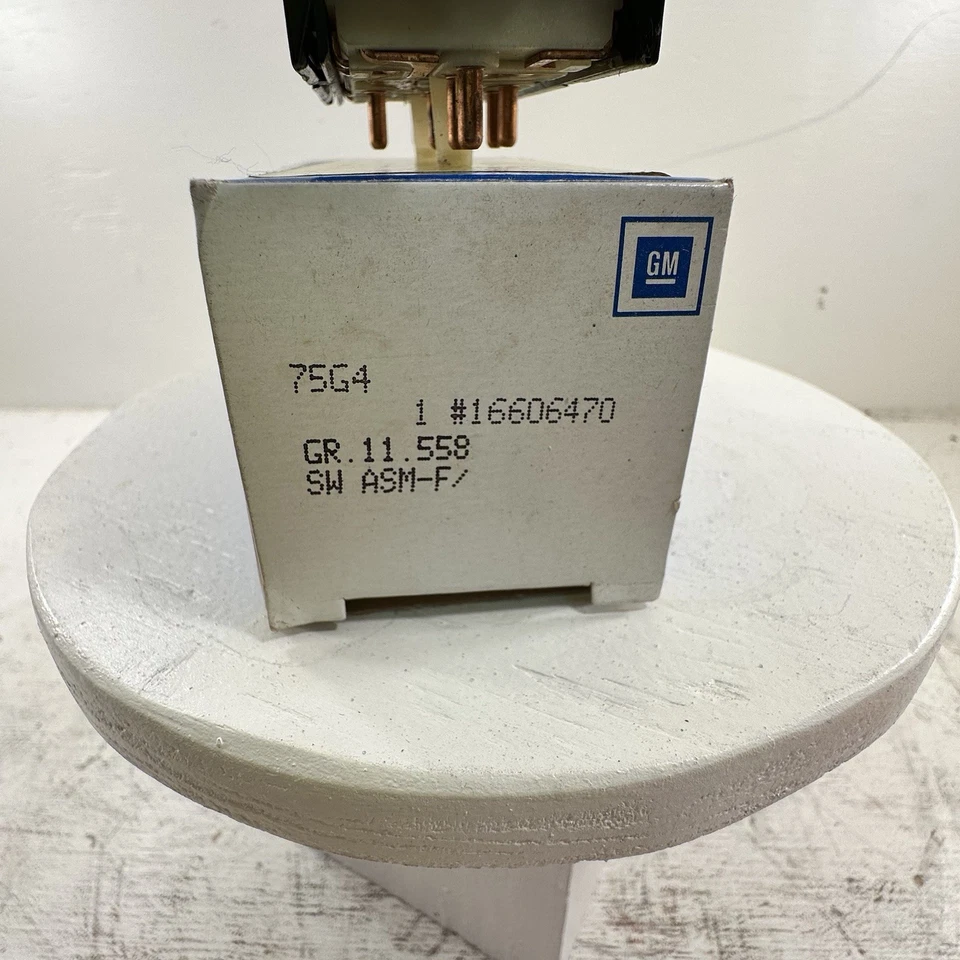 GM
75G4
1 #16606470
GR.11.558
SW ASM-F/